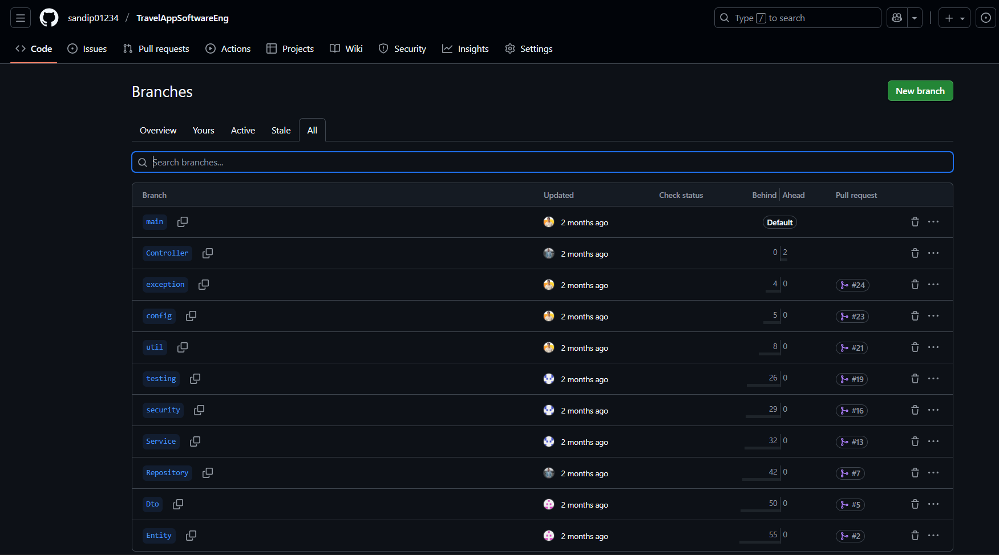 sandip01234 / TravelAppSoftwareEng
Type / to search
Code Issues Pull requests Actions Projects Wiki Security Insights Settings
Branches
New branch
Overview Yours Active Stale All
Search branches...
Branch Updated Check status Behind Ahead Pull request
main 2 months ago Default
Controller 2 months ago 0 2
exception 2 months ago 4 0 #24
config 2 months ago 5 0 #23
util 2 months ago 8 0 #21
testing 2 months ago 26 0 #19
security 2 months ago 29 0 #16
Service 2 months ago 32 0 #13
Repository 2 months ago 42 0 #7
Dto 2 months ago 50 0 #5
Entity 2 months ago 55 0 #2